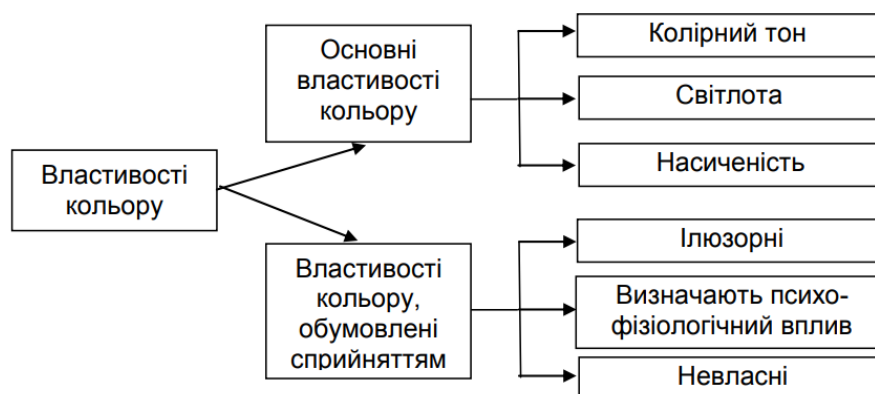 Властивості
кольору
Основні
властивості
кольору
Колірний тон
Світлота
Насиченість
Властивості
кольору,
обумовлені
сприйняттям
Ілюзорні
Визначають психо-
фізіологічний вплив
Невласні